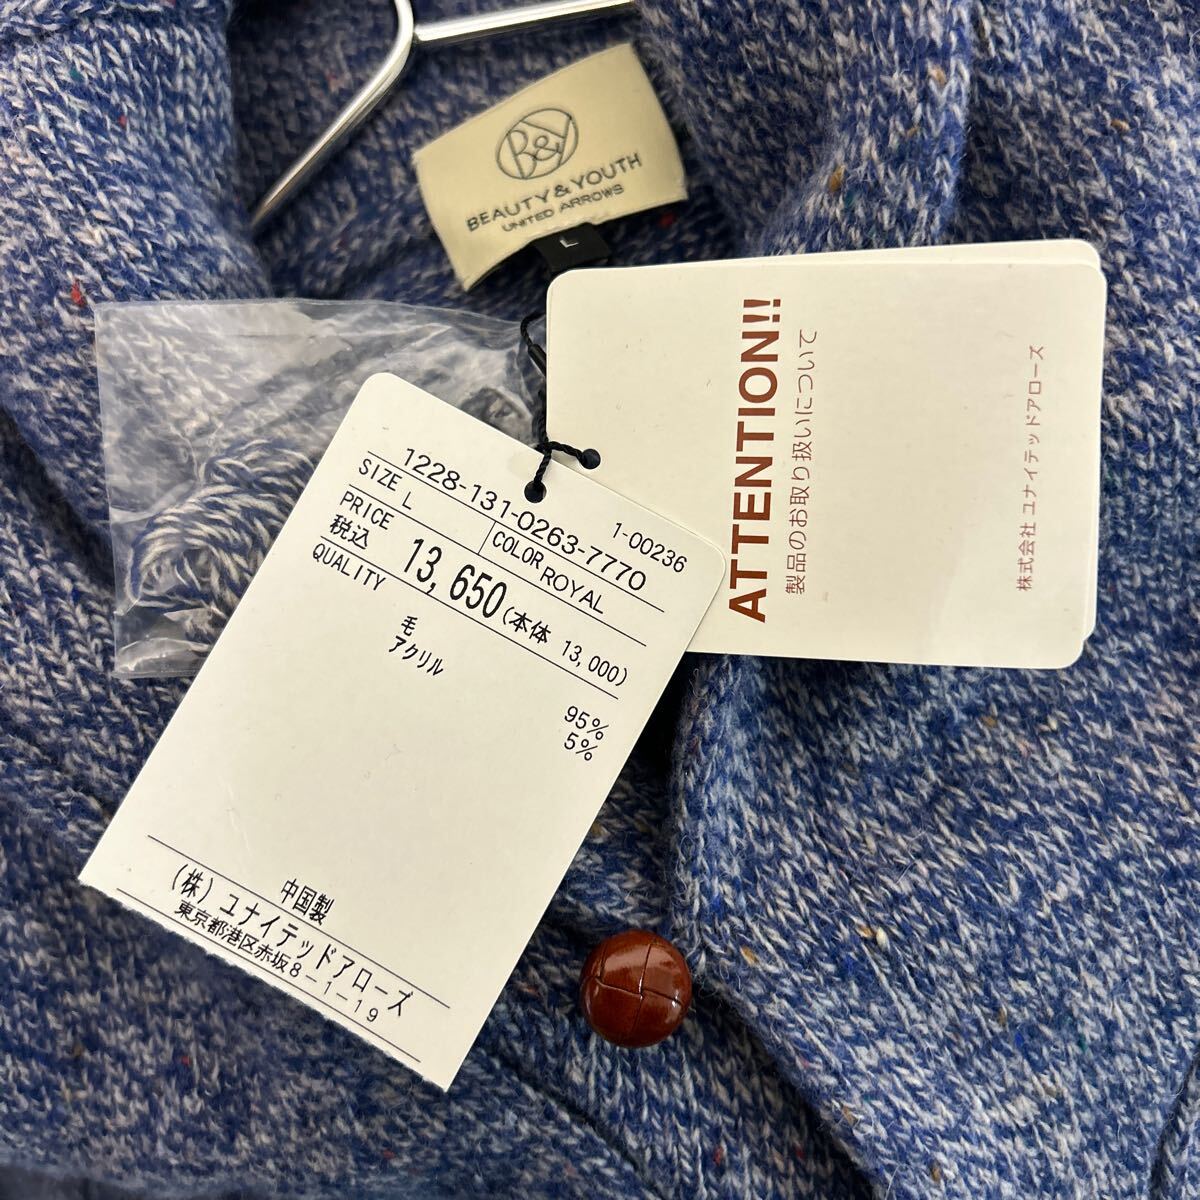 B&Y
BEAUTY & YOUTH
UNITED ARROWS
L
ATTENTION!!
製品のお取り扱いについて
株式会社 ユナイテッドアローズ
1-00236
1228-131-0263-7770
SIZE L
COLOR ROYAL
PRICE 税込 13,650 (本体 13,000)
QUALITY
毛 95%
アクリル 5%
中国製
(株) ユナイテッドアローズ
東京都港区赤坂8-1-19